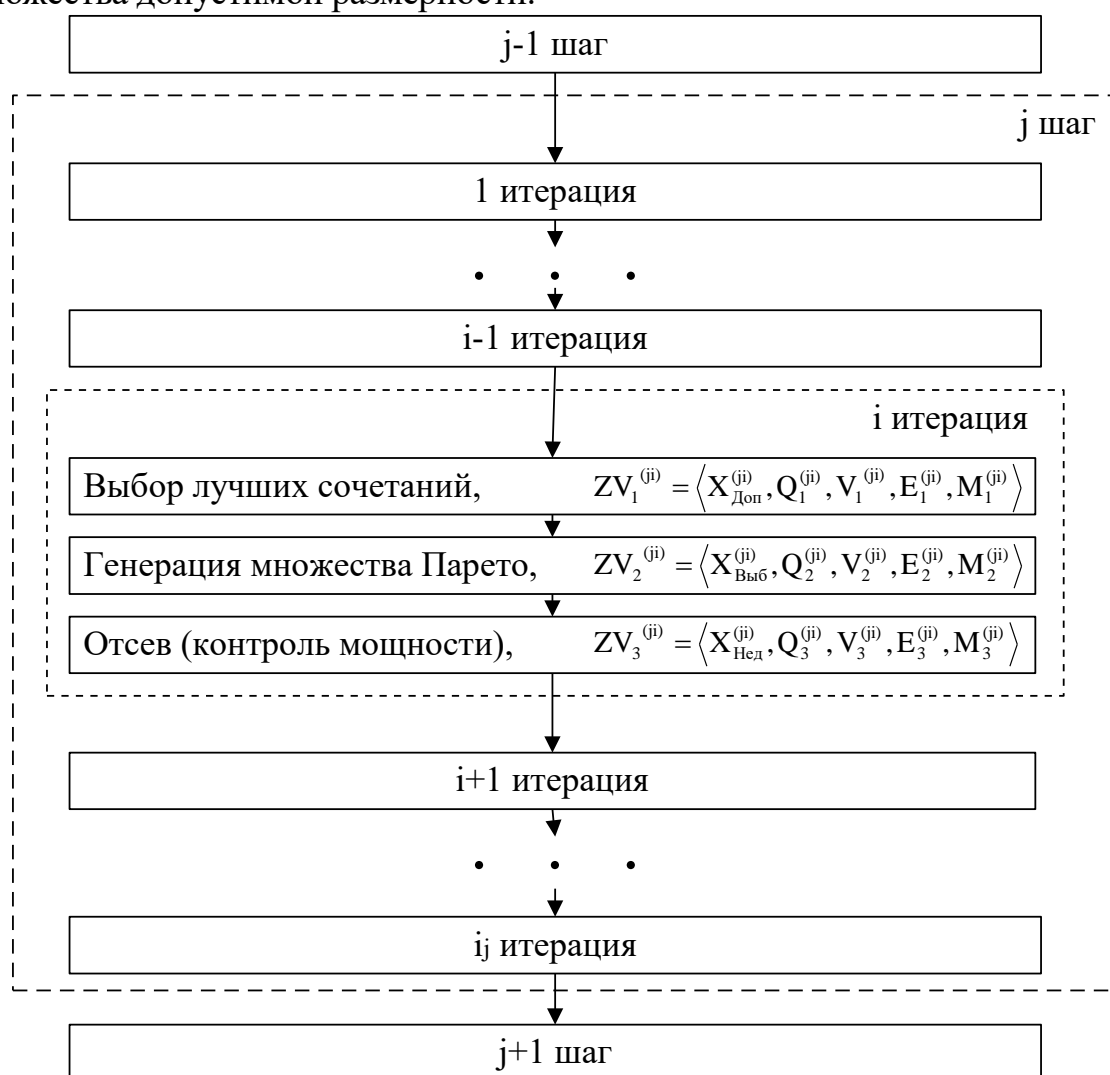 допустимой размерности.
j-1 шаг
j шаг
1 итерация
. . .
i-1 итерация
i итерация
Выбор лучших сочетаний, ZV₁⁽ʲⁱ⁾ = ⟨X_Доп⁽ʲⁱ⁾, Q₁⁽ʲⁱ⁾, V₁⁽ʲⁱ⁾, E₁⁽ʲⁱ⁾, M₁⁽ʲⁱ⁾⟩
Генерация множества Парето, ZV₂⁽ʲⁱ⁾ = ⟨X_Выб⁽ʲⁱ⁾, Q₂⁽ʲⁱ⁾, V₂⁽ʲⁱ⁾, E₂⁽ʲⁱ⁾, M₂⁽ʲⁱ⁾⟩
Отсев (контроль мощности), ZV₃⁽ʲⁱ⁾ = ⟨X_Нед⁽ʲⁱ⁾, Q₃⁽ʲⁱ⁾, V₃⁽ʲⁱ⁾, E₃⁽ʲⁱ⁾, M₃⁽ʲⁱ⁾⟩
i+1 итерация
. . .
iⱼ итерация
j+1 шаг